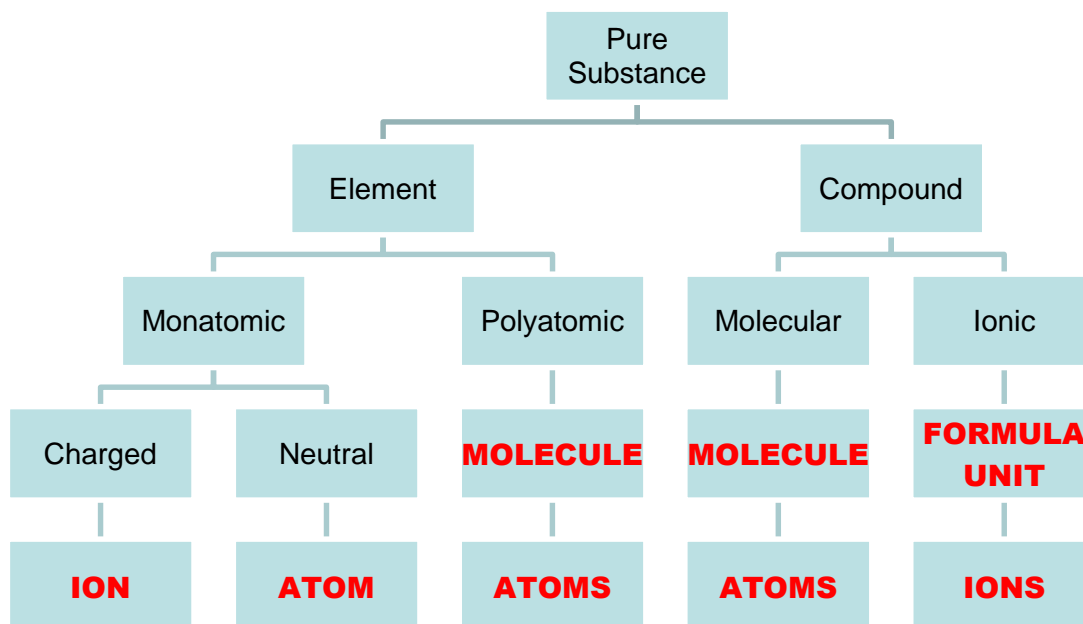 Pure
Substance
Element
Compound
Monatomic
Polyatomic
Molecular
Ionic
Charged
Neutral
MOLECULE
MOLECULE
FORMULA
UNIT
ION
ATOM
ATOMS
ATOMS
IONS